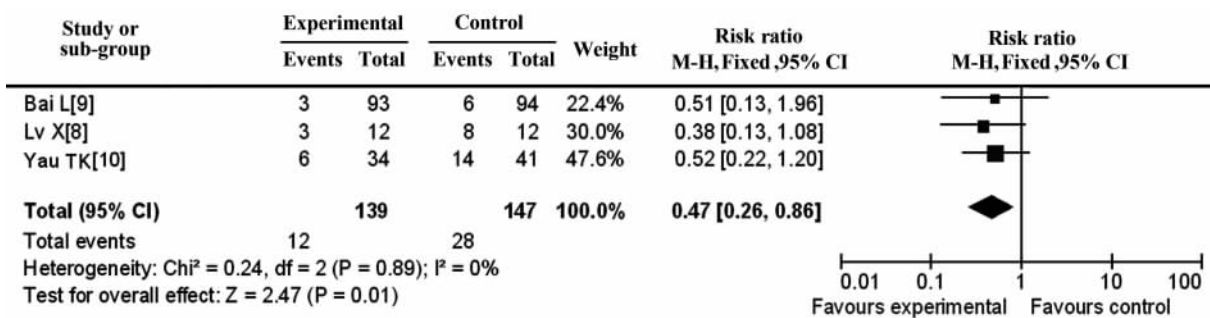 Study or sub-group Experimental Control Weight Risk ratio Risk ratio
Events Total Events Total M-H, Fixed ,95% CI M-H, Fixed, 95% CI
Bai L[9] 3 93 6 94 22.4% 0.51 [0.13, 1.96]
Lv X[8] 3 12 8 12 30.0% 0.38 [0.13, 1.08]
Yau TK[10] 6 34 14 41 47.6% 0.52 [0.22, 1.20]
Total (95% CI) 139 147 100.0% 0.47 [0.26, 0.86]
Total events 12 28
Heterogeneity: Chi² = 0.24, df = 2 (P = 0.89); I² = 0%
Test for overall effect: Z = 2.47 (P = 0.01)
0.01 0.1 1 10 100
Favours experimental Favours control